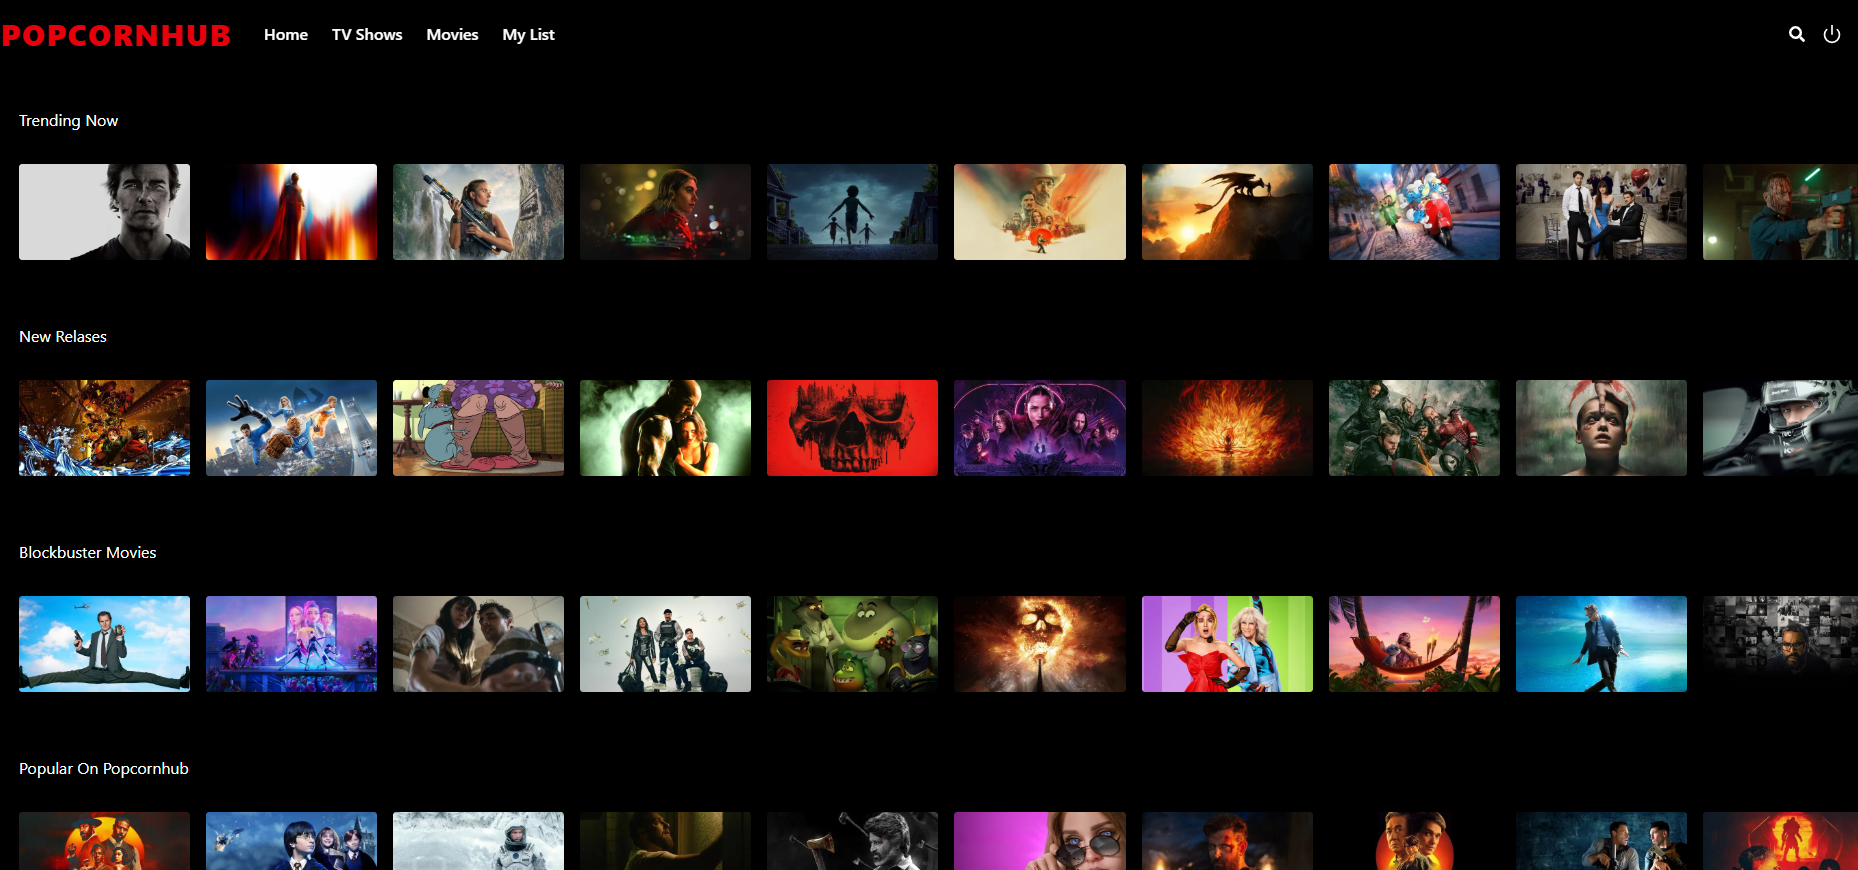 POPCORNHUB
Home
TV Shows
Movies
My List
Trending Now
New Relases
Blockbuster Movies
Popular On Popcornhub